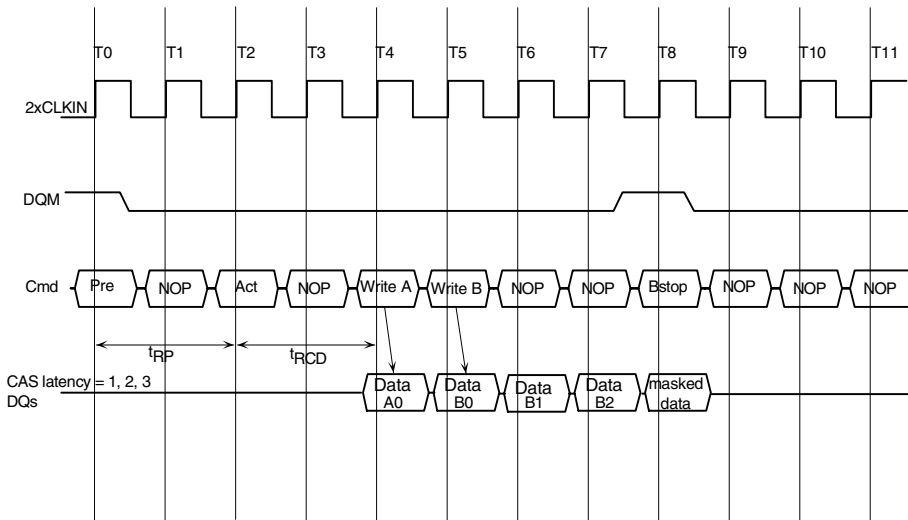 T0 T1 T2 T3 T4 T5 T6 T7 T8 T9 T10 T11
2xCLKIN
DQM
Cmd Pre NOP Act NOP Write A Write B NOP NOP Bstop NOP NOP NOP
tRP tRCD
CAS latency = 1, 2, 3
DQs
Data A0
Data B0
Data B1
Data B2
masked data